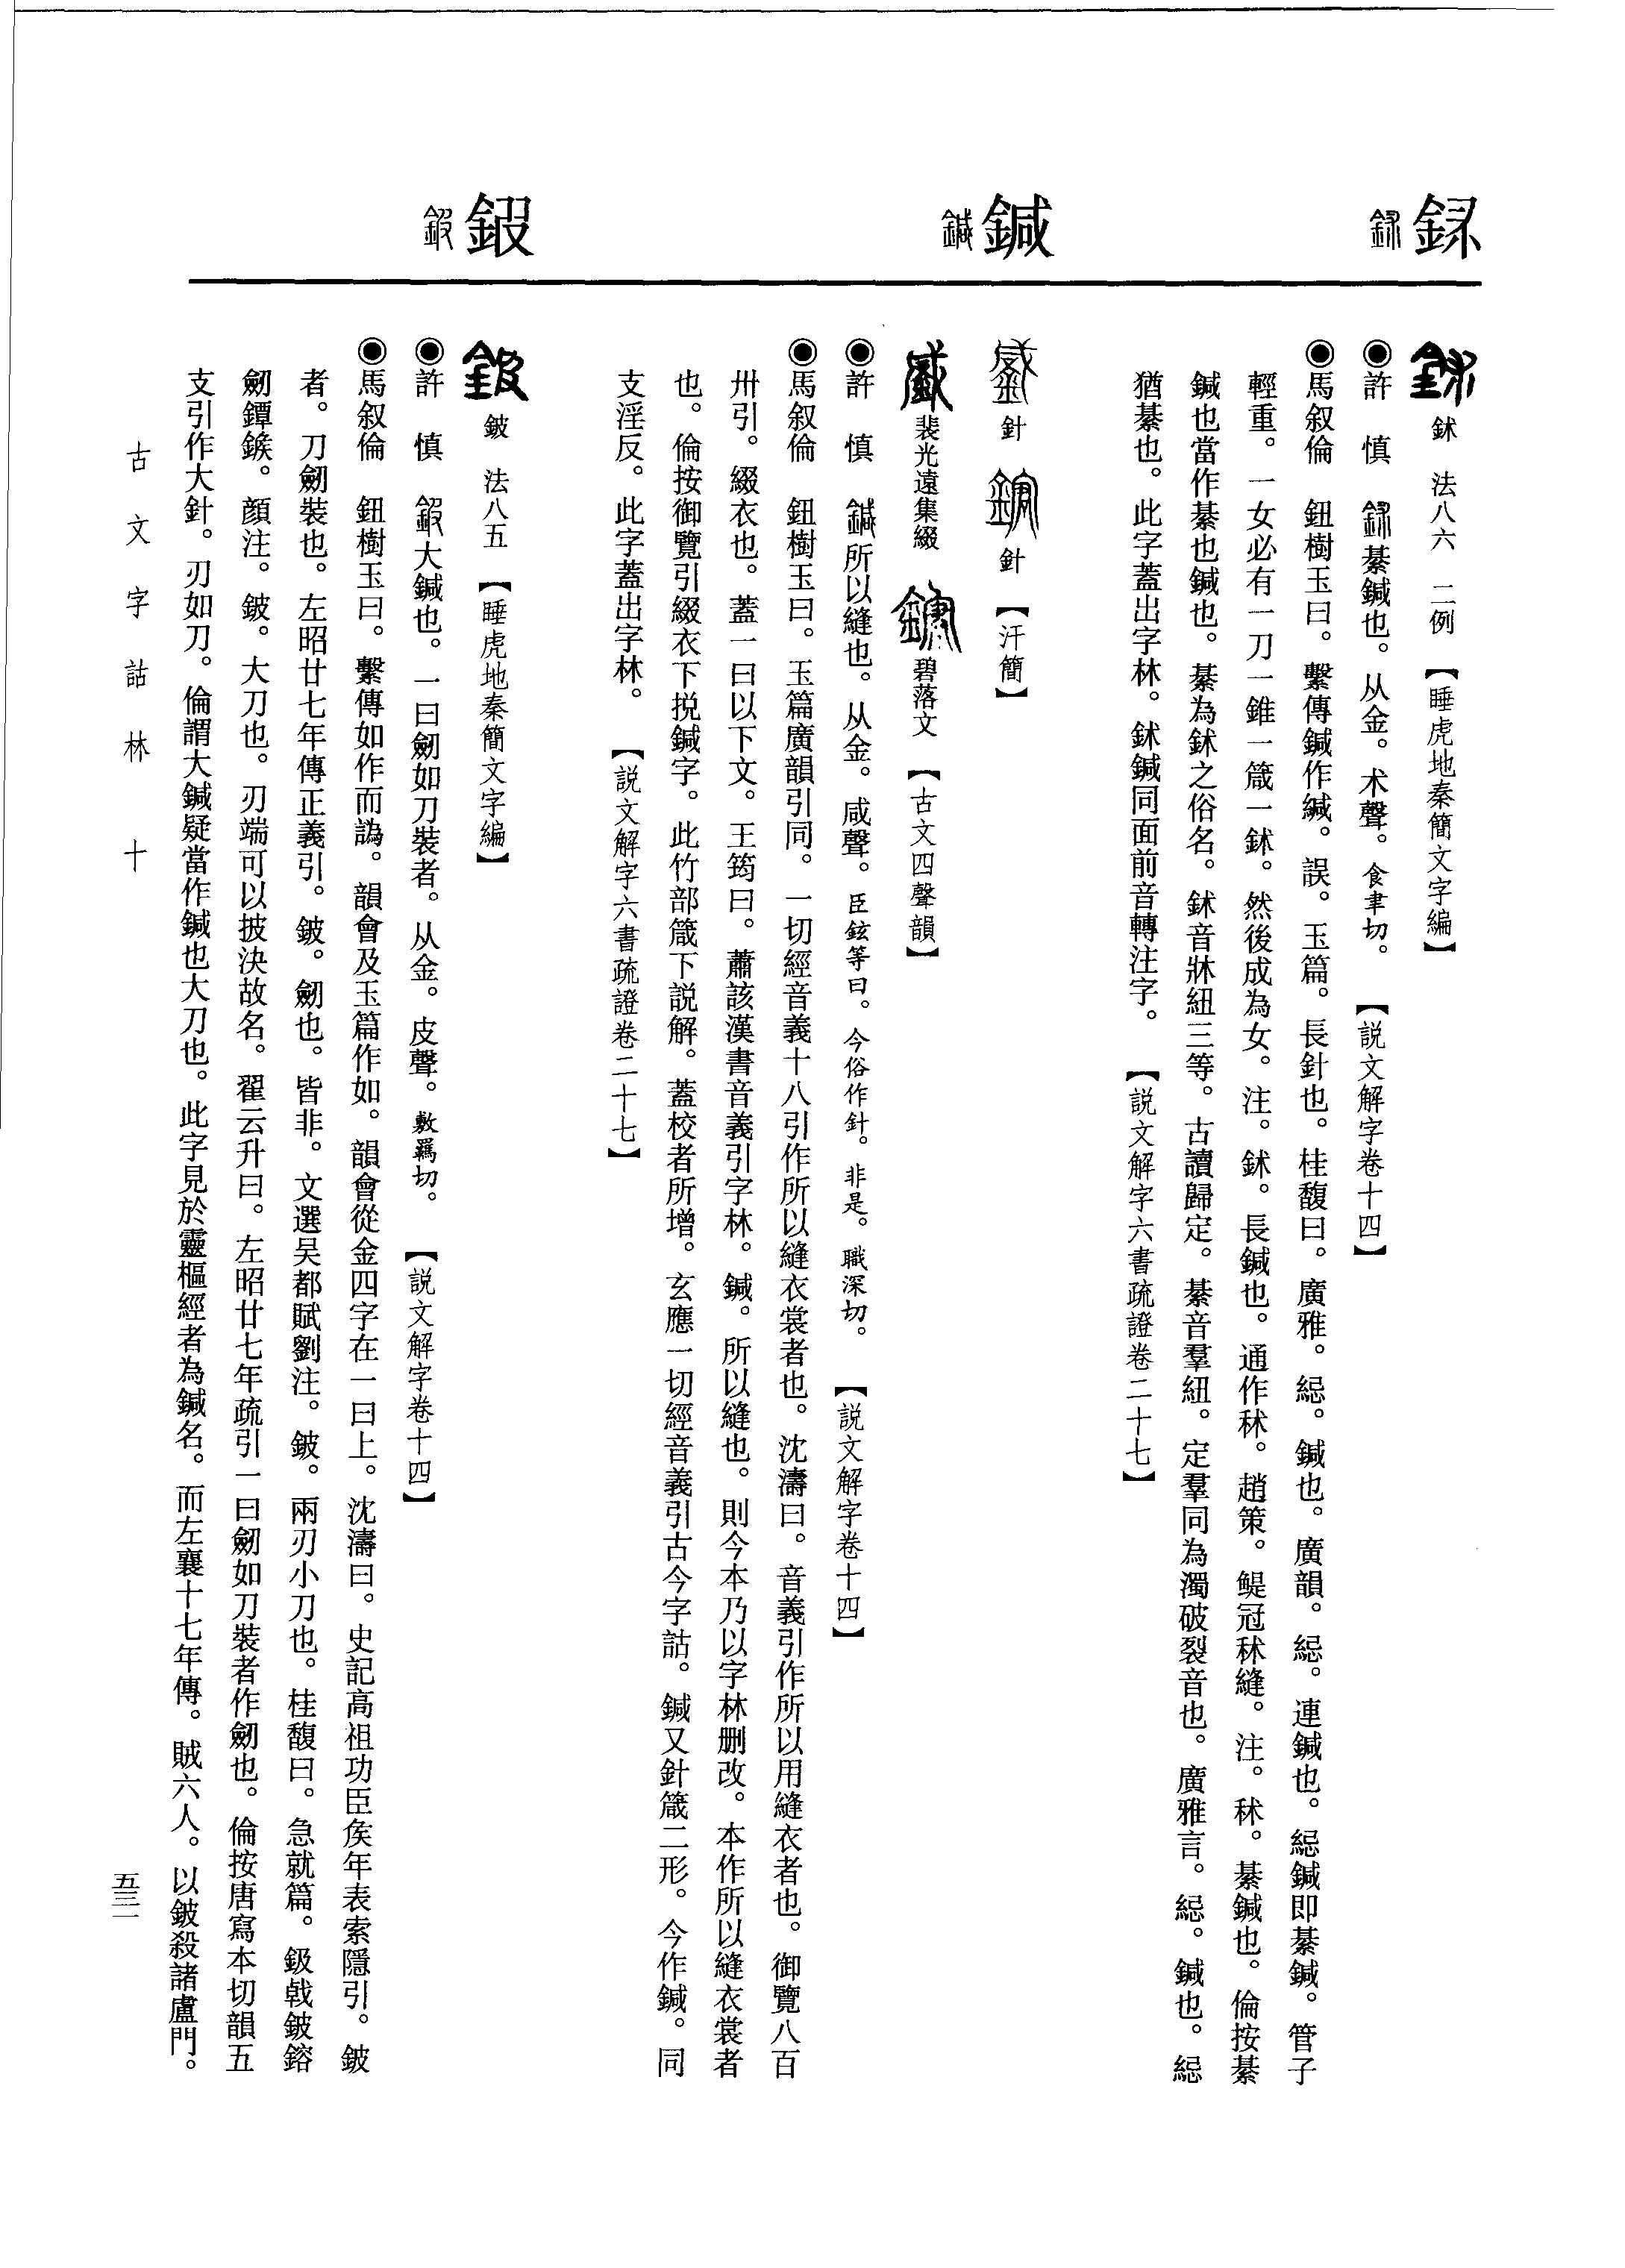 鉥
鍼
鈹
鉥　法八六　二例　【睡虎地秦簡文字編】
◉許　慎　鉥綦鍼也。从金。朮聲。食聿切。　【説文解字卷十四】
◉馬叙倫　鈕樹玉曰。繫傳鍼作緘。誤。玉篇。長針也。桂馥曰。廣雅。䋟。鍼也。廣韻。䋟。連鍼也。䋟鍼即綦鍼。管子
輕重。一女必有一刀一錐一箴一鉥。然後成為女。注。鉥。長鍼也。通作秫。趙策。鯷冠秫縫。注。秫。綦鍼也。倫按綦
鍼也當作綦也鍼也。綦為鉥之俗名。鉥音牀紐三等。古讀歸定。綦音羣紐。定羣同為濁破裂音也。廣雅言。䋟。鍼也。䋟
猶綦也。此字蓋出字林。鉥鍼同面前音轉注字。　【説文解字六書疏證卷二十七】
針　針　【汗簡】
裴光遠集綴　碧落文　【古文四聲韻】
◉許　慎　鍼所以縫也。从金。咸聲。臣鉉等曰。今俗作針。非是。職深切。　【説文解字卷十四】
◉馬叙倫　鈕樹玉曰。玉篇廣韻引同。一切經音義十八引作所以縫衣裳者也。沈濤曰。音義引作所以用縫衣者也。御覽八百
卅引。綴衣也。蓋一曰以下文。王筠曰。蕭該漢書音義引字林。鍼。所以縫也。則今本乃以字林刪改。本作所以縫衣裳者
也。倫按御覽引綴衣下挩鍼字。此竹部箴下説解。蓋校者所增。玄應一切經音義引古今字詁。鍼又針箴二形。今作鍼。同
支淫反。此字蓋出字林。　【説文解字六書疏證卷二十七】
鈹　法八五　【睡虎地秦簡文字編】
◉許　慎　鈹大鍼也。一曰劒如刀裝者。从金。皮聲。敷羈切。　【説文解字卷十四】
◉馬叙倫　鈕樹玉曰。繫傳如作而譌。韻會及玉篇作如。韻會從金四字在一曰上。沈濤曰。史記高祖功臣矦年表索隱引。鈹
者。刀劒裝也。左昭廿七年傳正義引。鈹。劒也。皆非。文選吴都賦劉注。鈹。兩刃小刀也。桂馥曰。急就篇。鈒戟鈹鎔
劒鐔鍭。顔注。鈹。大刀也。刃端可以披決故名。翟云升曰。左昭廿七年疏引一曰劒如刀裝者作劒也。倫按唐寫本切韻五
支引作大針。刃如刀。倫謂大鍼疑當作鍼也大刀也。此字見於靈樞經者為鍼名。而左襄十七年傳。賊六人。以鈹殺諸盧門。
古文字詁林　十
五三一